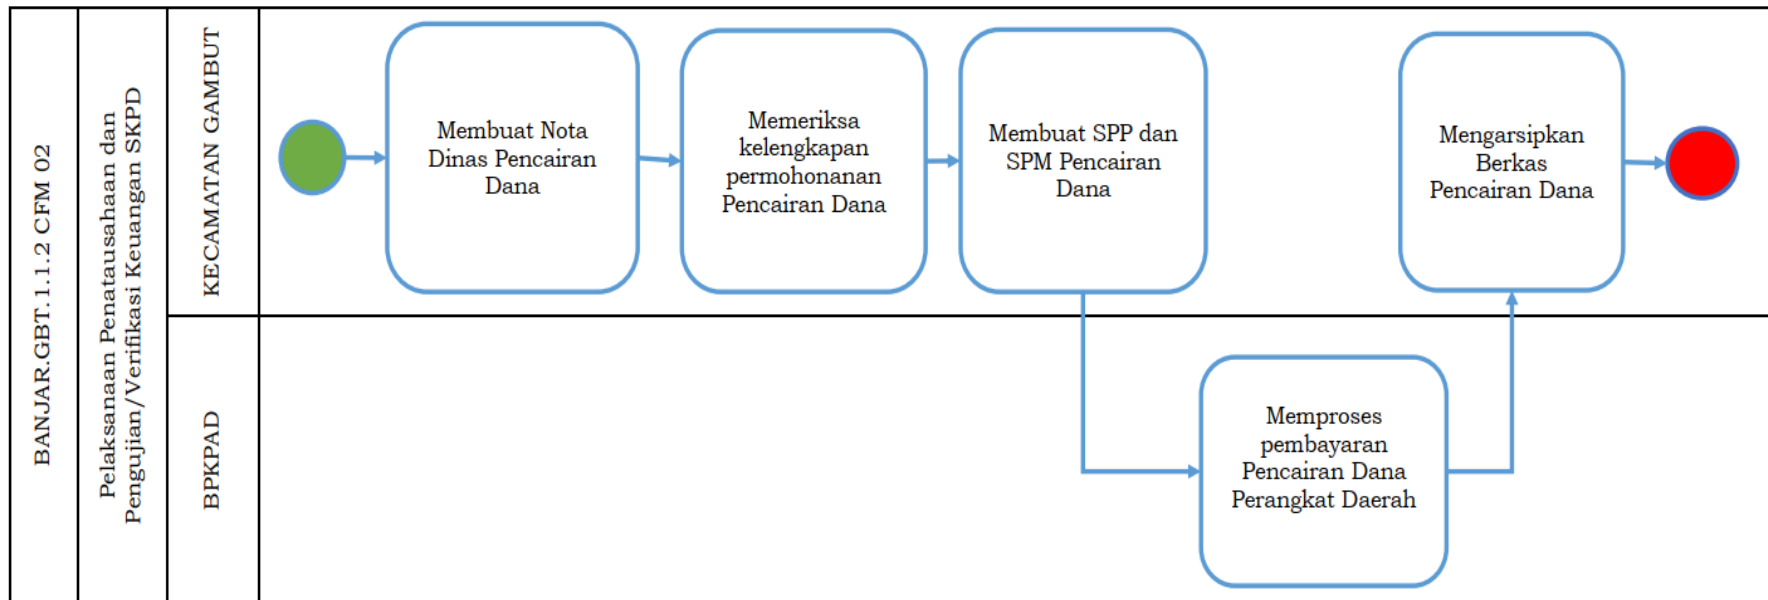 BANJAR.GBT.1.1.2 CFM 02
Pelaksanaan Penatausahaan dan
Pengujian/Verifikasi Keuangan SKPD
KECAMATAN GAMBUT
Membuat Nota
Dinas Pencairan
Dana
Memeriksa
kelengkapan
permohonanan
Pencairan Dana
Membuat SPP dan
SPM Pencairan
Dana
Mengarsipkan
Berkas
Pencairan Dana
BPKPAD
Memproses
pembayaran
Pencairan Dana
Perangkat Daerah